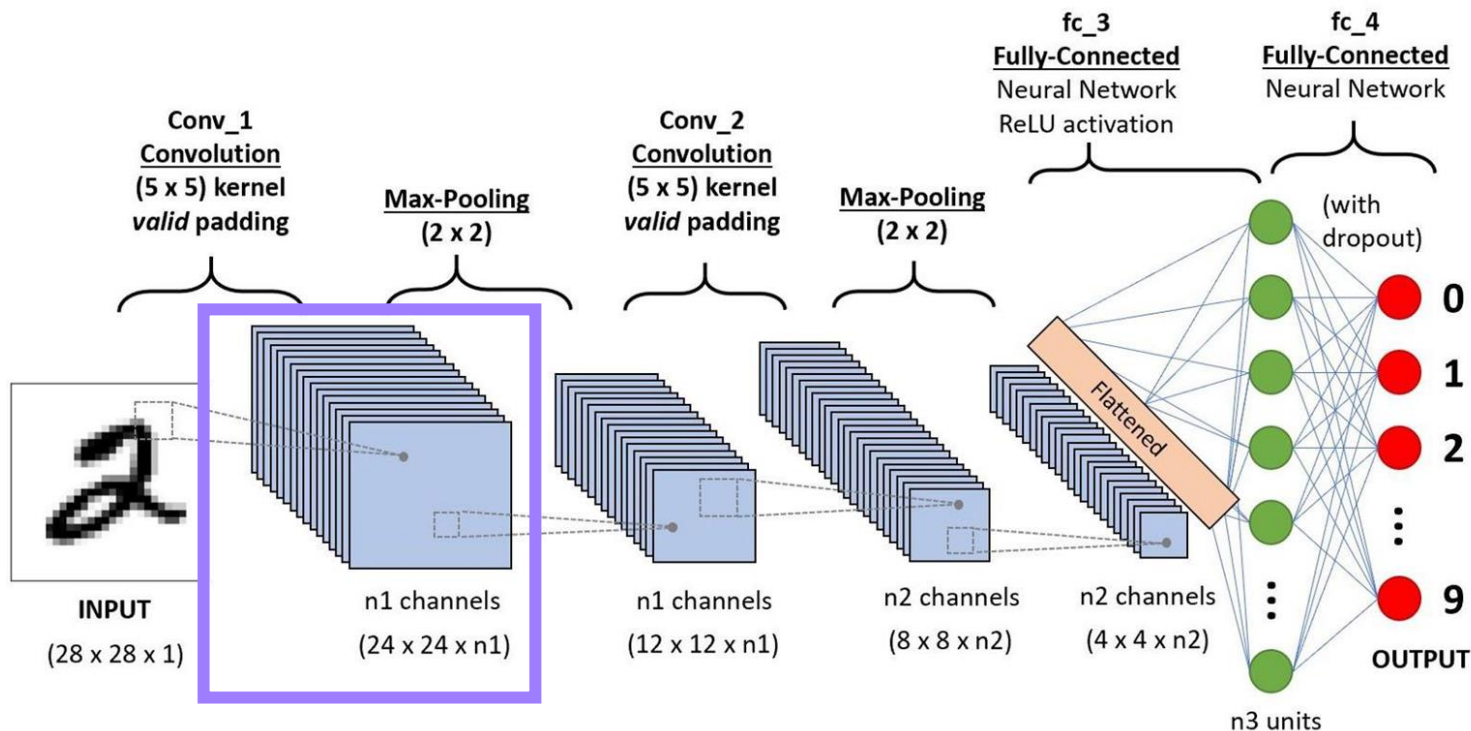 Conv_1
Convolution
(5 x 5) kernel
valid padding
Max-Pooling
(2 x 2)
Conv_2
Convolution
(5 x 5) kernel
valid padding
Max-Pooling
(2 x 2)
fc_3
Fully-Connected
Neural Network
ReLU activation
fc_4
Fully-Connected
Neural Network
(with
dropout)
INPUT
(28 x 28 x 1)
n1 channels
(24 x 24 x n1)
n1 channels
(12 x 12 x n1)
n2 channels
(8 x 8 x n2)
n2 channels
(4 x 4 x n2)
Flattened
n3 units
0
1
2
9
OUTPUT
2